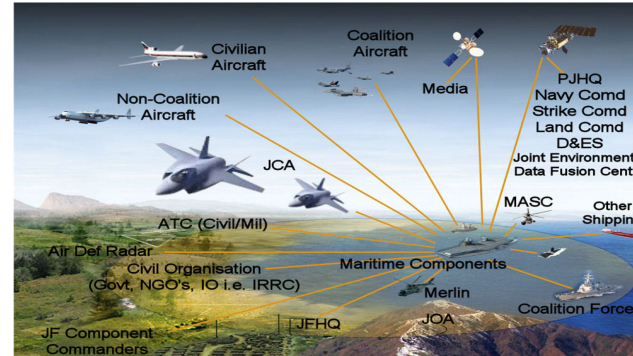 Civilian
Aircraft
Coalition
Aircraft
Media
PJHQ
Navy Comd
Strike Comd
Land Comd
D&ES
Joint Environment
Data Fusion Cent
Non-Coalition
Aircraft
JCA
MASC
Other
Shippin
ATC (Civil/Mil)
Air Def Radar
Civil Organisation
(Govt, NGO's, IO i.e. IRRC)
Maritime Components
Merlin
Coalition Force
JFHQ
JOA
JF Component
Commanders